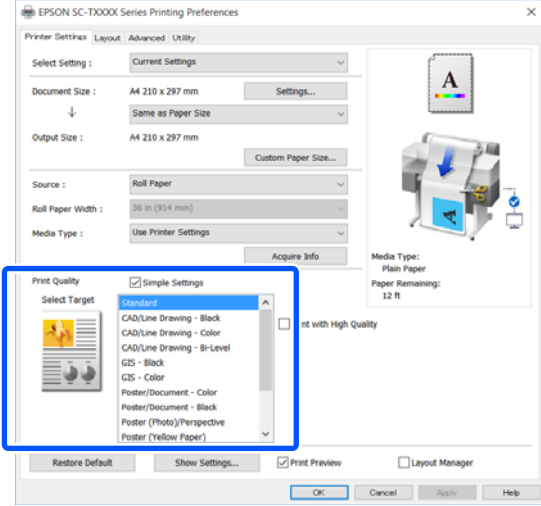 EPSON SC-TXXXX Series Printing Preferences
Printer Settings Layout Advanced Utility
Select Setting : Current Settings
Document Size : A4 210 x 297 mm Settings...
Same as Paper Size
Output Size : A4 210 x 297 mm
Custom Paper Size...
Source : Roll Paper
Roll Paper Width : 36 in (914 mm)
Media Type : Use Printer Settings
Acquire Info
A
Media Type:
Plain Paper
Paper Remaining:
12 ft
Print Quality Simple Settings
Select Target
Standard
CAD/Line Drawing - Black
CAD/Line Drawing - Color
CAD/Line Drawing - Bi-Level
GIS - Black
GIS - Color
Poster/Document - Color
Poster/Document - Black
Poster (Photo)/Perspective
Poster (Yellow Paper)
nt with High Quality
Restore Default Show Settings... Print Preview Layout Manager
OK Cancel Apply Help